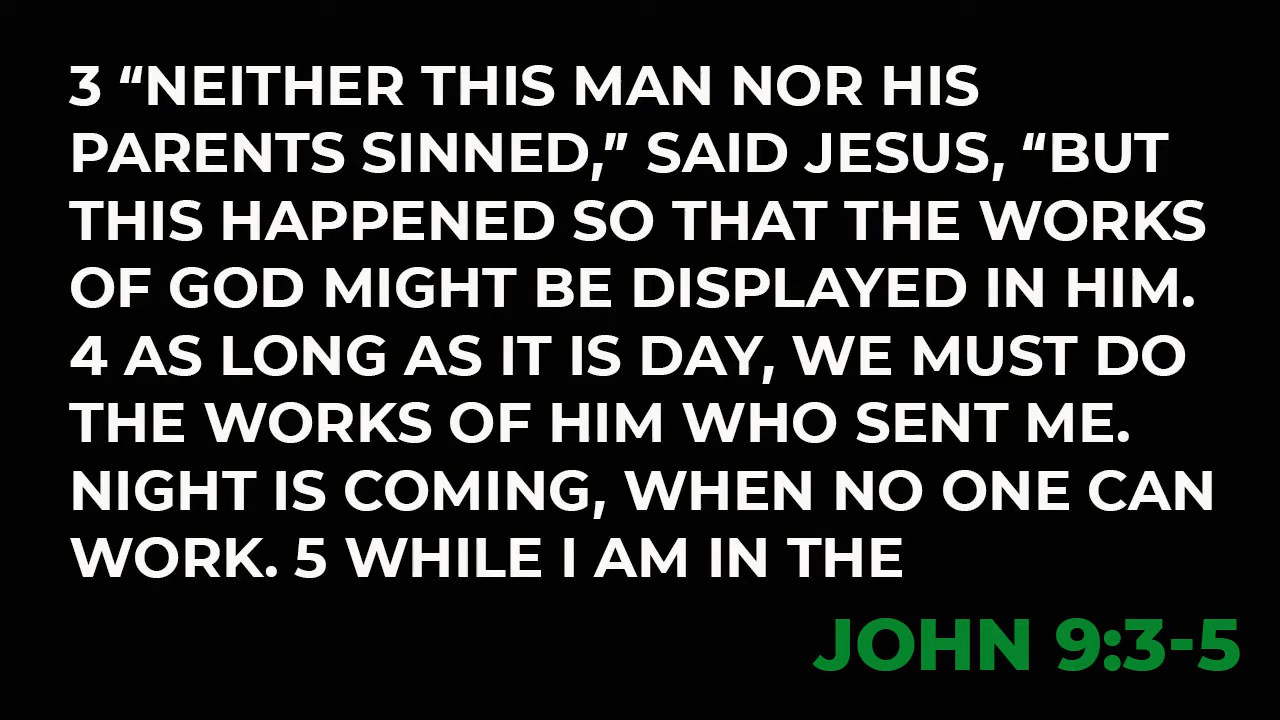 3 “NEITHER THIS MAN NOR HIS
PARENTS SINNED,” SAID JESUS, “BUT
THIS HAPPENED SO THAT THE WORKS
OF GOD MIGHT BE DISPLAYED IN HIM.
4 AS LONG AS IT IS DAY, WE MUST DO
THE WORKS OF HIM WHO SENT ME.
NIGHT IS COMING, WHEN NO ONE CAN
WORK. 5 WHILE I AM IN THE
JOHN 9:3-5